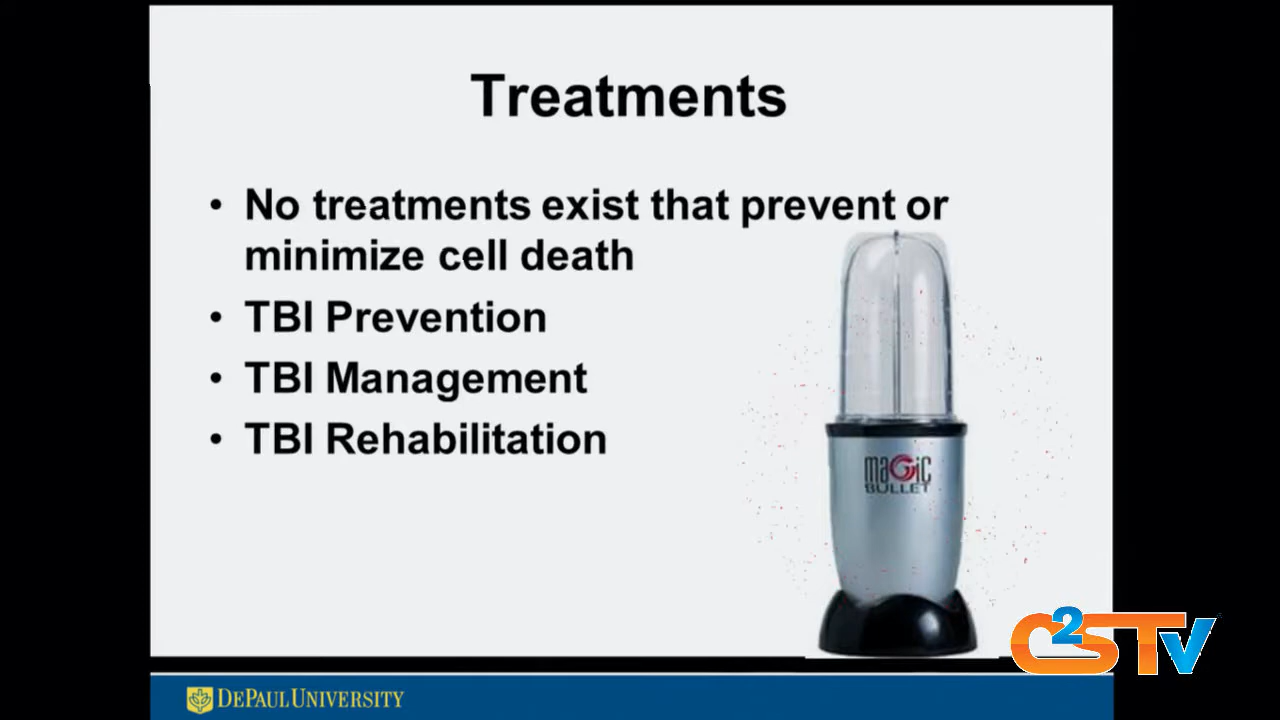 Treatments
• No treatments exist that prevent or
minimize cell death
• TBI Prevention
• TBI Management
• TBI Rehabilitation
MAGIC
BULLET
C2STV
DEPAUL UNIVERSITY